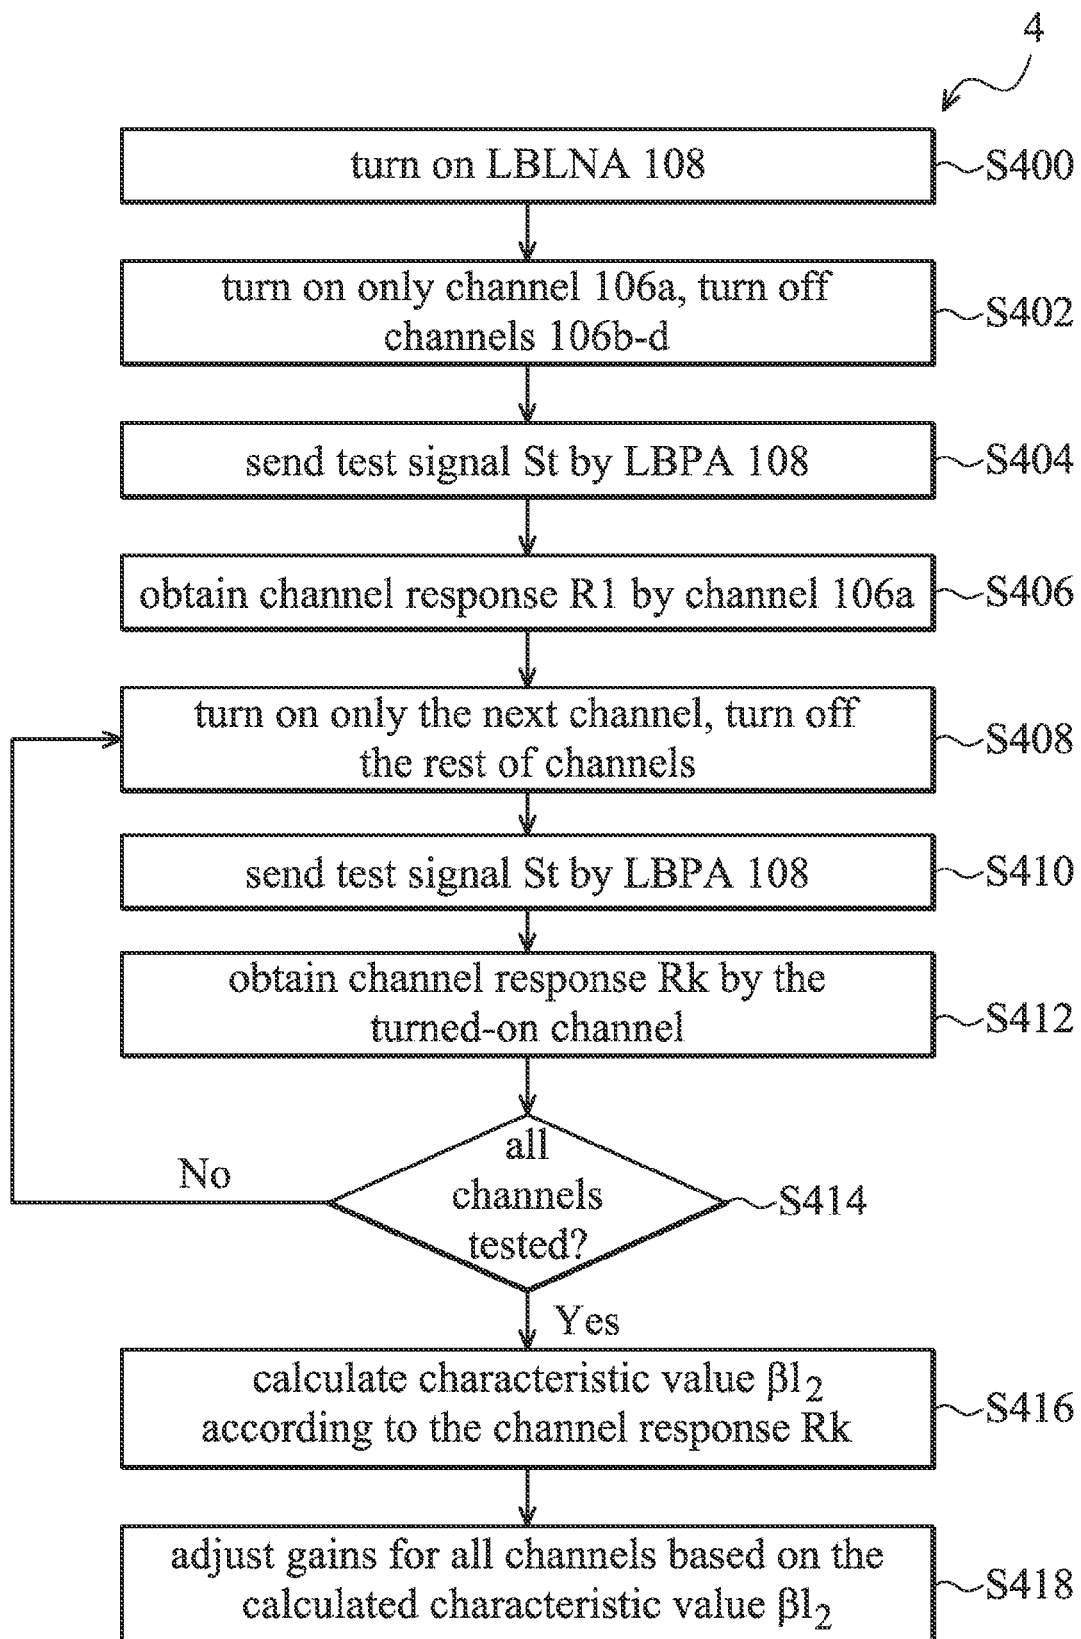 4
turn on LBLNA 108
S400
turn on only channel 106a, turn off
channels 106b-d
S402
send test signal St by LBPA 108
S404
obtain channel response R1 by channel 106a
S406
turn on only the next channel, turn off
the rest of channels
S408
send test signal St by LBPA 108
S410
obtain channel response Rk by the
turned-on channel
S412
all
channels
tested?
S414
No
Yes
calculate characteristic value βl₂
according to the channel response Rk
S416
adjust gains for all channels based on the
calculated characteristic value βl₂
S418